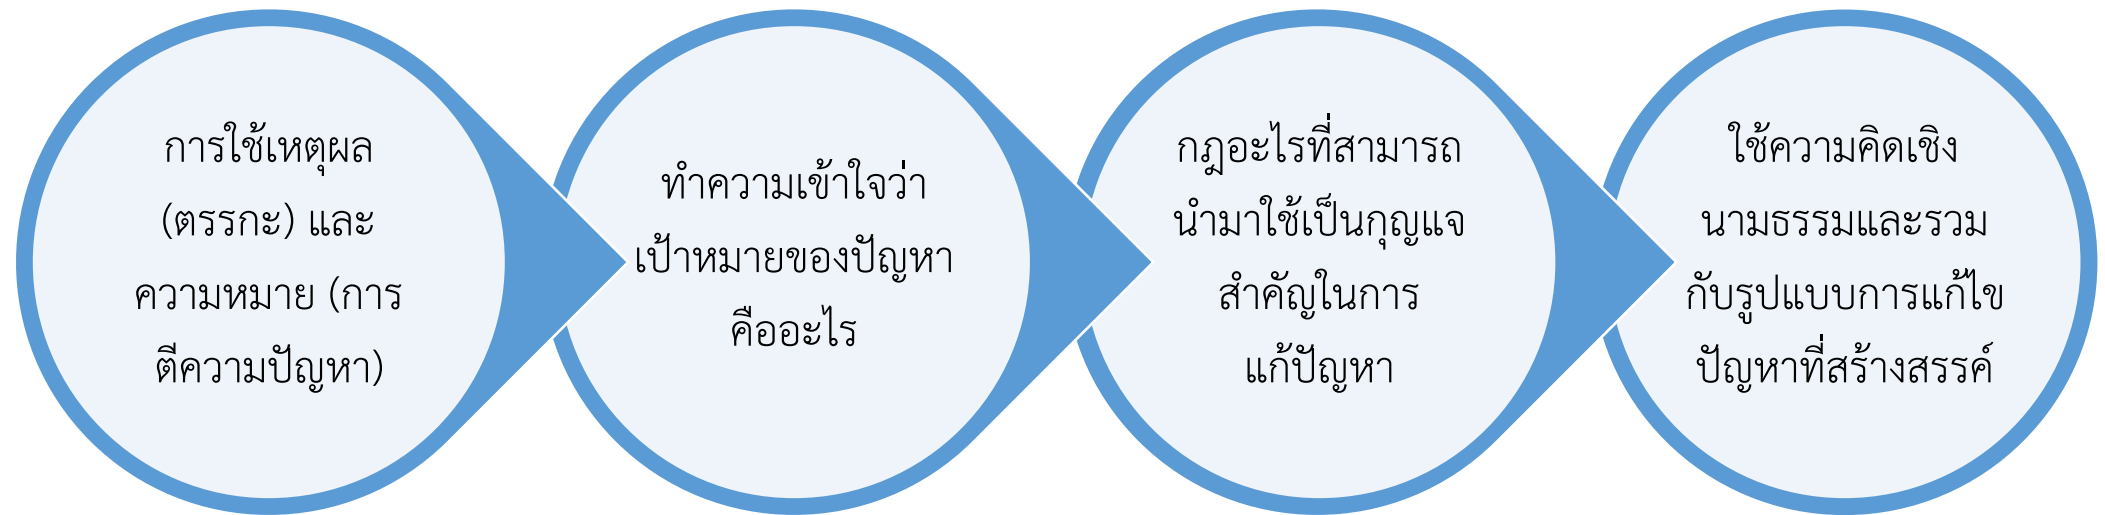 การใช้เหตุผล
(ตรรกะ) และ
ความหมาย (การ
ตีความปัญหา)
ทำความเข้าใจว่า
เป้าหมายของปัญหา
คืออะไร
กฎอะไรที่สามารถ
นำมาใช้เป็นกุญแจ
สำคัญในการ
แก้ปัญหา
ใช้ความคิดเชิง
นามธรรมและรวม
กับรูปแบบการแก้ไข
ปัญหาที่สร้างสรรค์